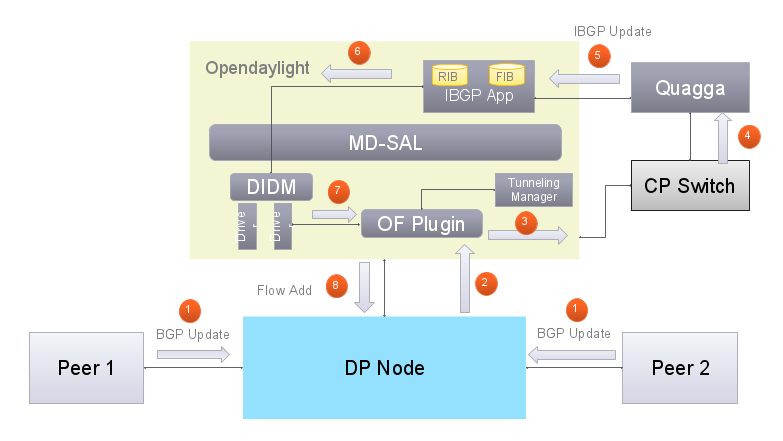 IBGP Update
6
5
Opendaylight
RIB
FIB
IBGP App
Quagga
4
MD-SAL
DIDM
7
Tunneling
Manager
CP Switch
Drive
r
Drive
r
OF Plugin
3
8
2
Flow Add
1
BGP Update
1
BGP Update
Peer 1
DP Node
Peer 2